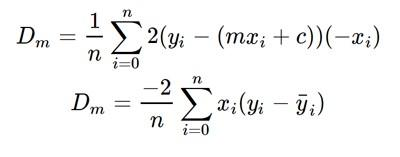 D_m = \frac{1}{n} \sum_{i=0}^{n} 2(y_i - (mx_i + c))(-x_i)
D_m = \frac{-2}{n} \sum_{i=0}^{n} x_i(y_i - \bar{y}_i)